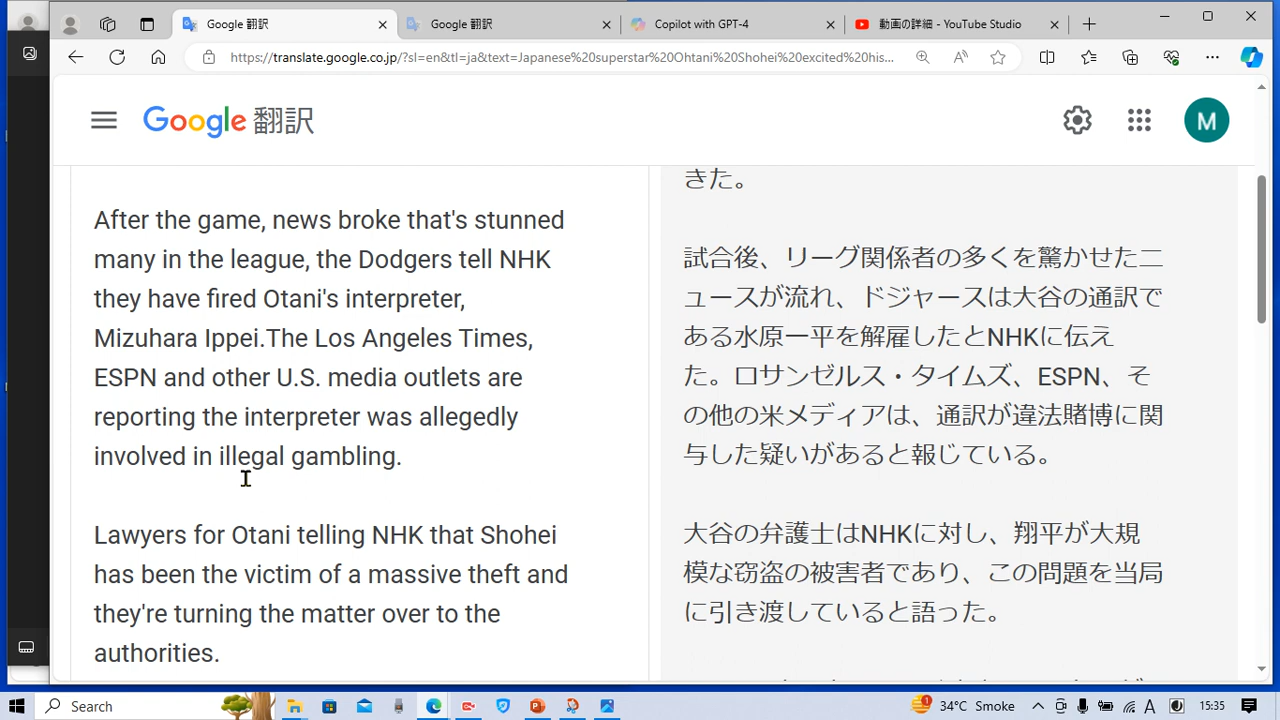 Google 翻訳
Google 翻訳
Copilot with GPT-4
動画の詳細 - YouTube Studio
https://translate.google.co.jp/?sl=en&tl=ja&text=Japanese%20superstar%20Ohtani%20Shohei%20excited%20his...
Google 翻訳
M
After the game, news broke that's stunned
many in the league, the Dodgers tell NHK
they have fired Otani's interpreter,
Mizuhara Ippei.The Los Angeles Times,
ESPN and other U.S. media outlets are
reporting the interpreter was allegedly
involved in illegal gambling.
Lawyers for Otani telling NHK that Shohei
has been the victim of a massive theft and
they're turning the matter over to the
authorities.
きた。
試合後、リーグ関係者の多くを驚かせたニ
ュースが流れ、ドジャースは大谷の通訳で
ある水原一平を解雇したとNHKに伝え
た。ロサンゼルス・タイムズ、ESPN、そ
の他の米メディアは、通訳が違法賭博に関
与した疑いがあると報じている。
大谷の弁護士はNHKに対し、翔平が大規
模な窃盗の被害者であり、この問題を当局
に引き渡していると語った。
Search
1
34°C Smoke
A
15:35